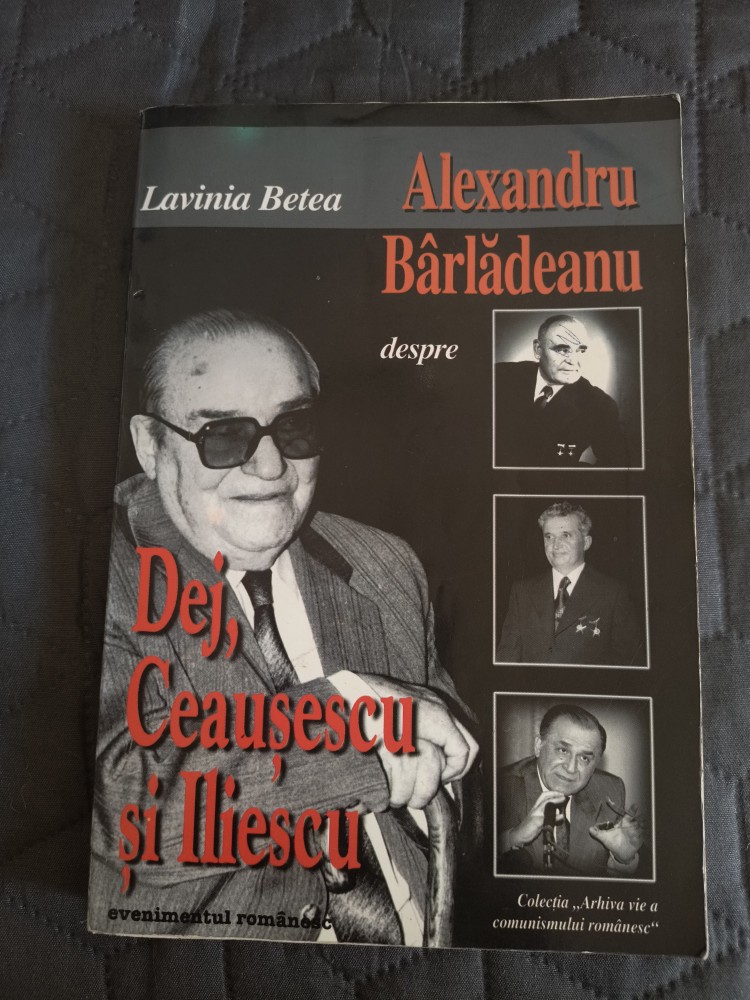 Lavinia Betea
Alexandru
Bârlădeanu
despre
Dej,
Ceaușescu
și Iliescu
evenimentul românesc
Colecția „Arhiva vie a
comunismului românesc“